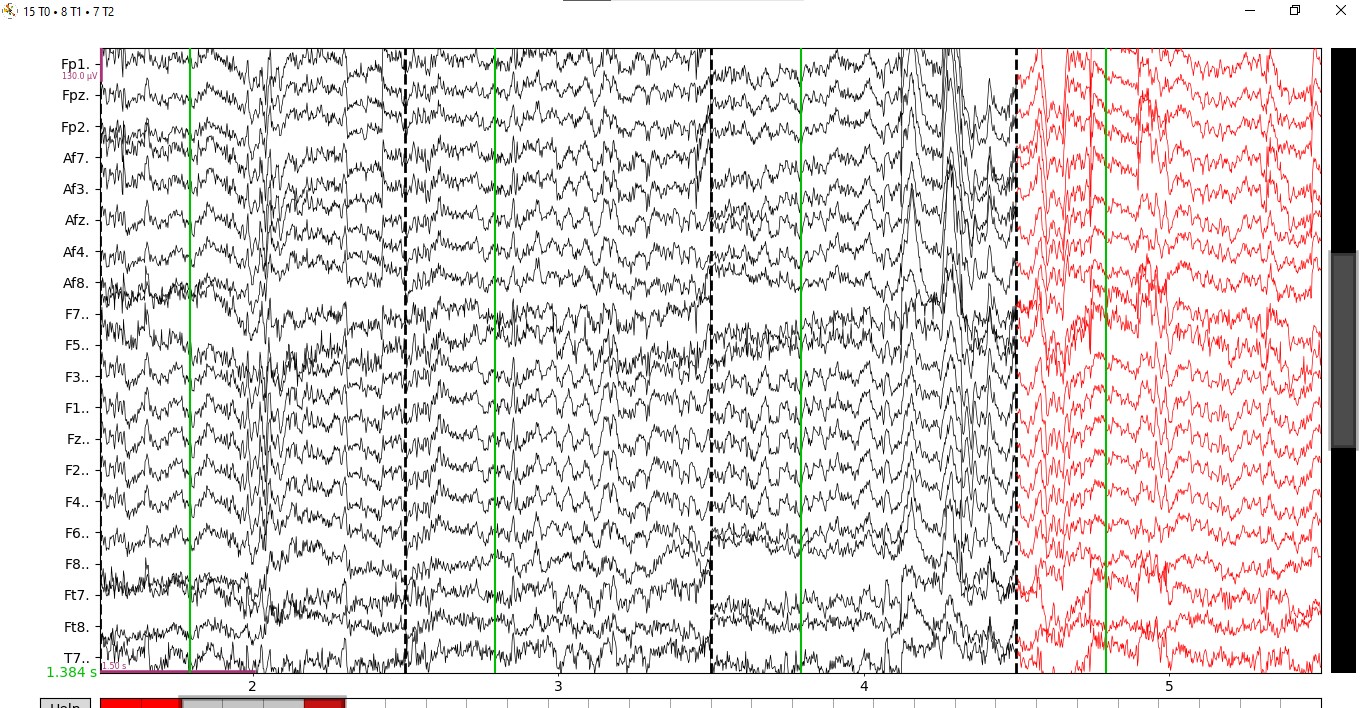 15 T0 • 8 T1 • 7 T2
Fp1.
130.0 µV
Fpz.
Fp2.
Af7.
Af3.
Afz.
Af4.
Af8.
F7..
F5..
F3..
F1..
Fz..
F2..
F4..
F6..
F8..
Ft7.
Ft8.
T7..
1.384 s
1.50 s
2 3 4 5
Help